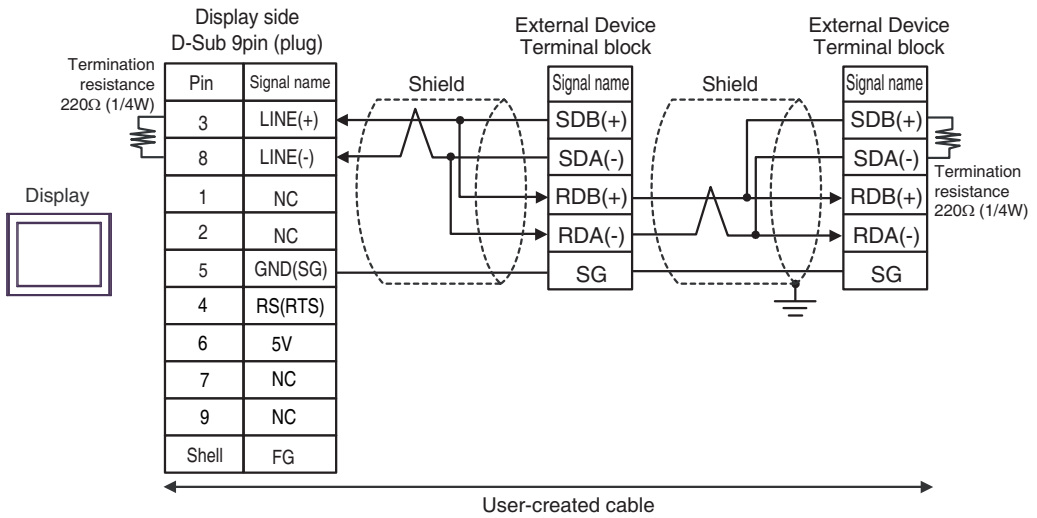 Display side
D-Sub 9pin (plug)
External Device
Terminal block
External Device
Terminal block
Termination
resistance
220Ω (1/4W)
Pin Signal name
Shield
Signal name
Shield
Signal name
3 LINE(+)
SDB(+)
SDB(+)
8 LINE(-)
SDA(-)
SDA(-)
Termination
resistance
220Ω (1/4W)
Display
1 NC
RDB(+)
RDB(+)
2 NC
RDA(-)
RDA(-)
5 GND(SG)
SG
SG
4 RS(RTS)
6 5V
7 NC
9 NC
Shell FG
User-created cable